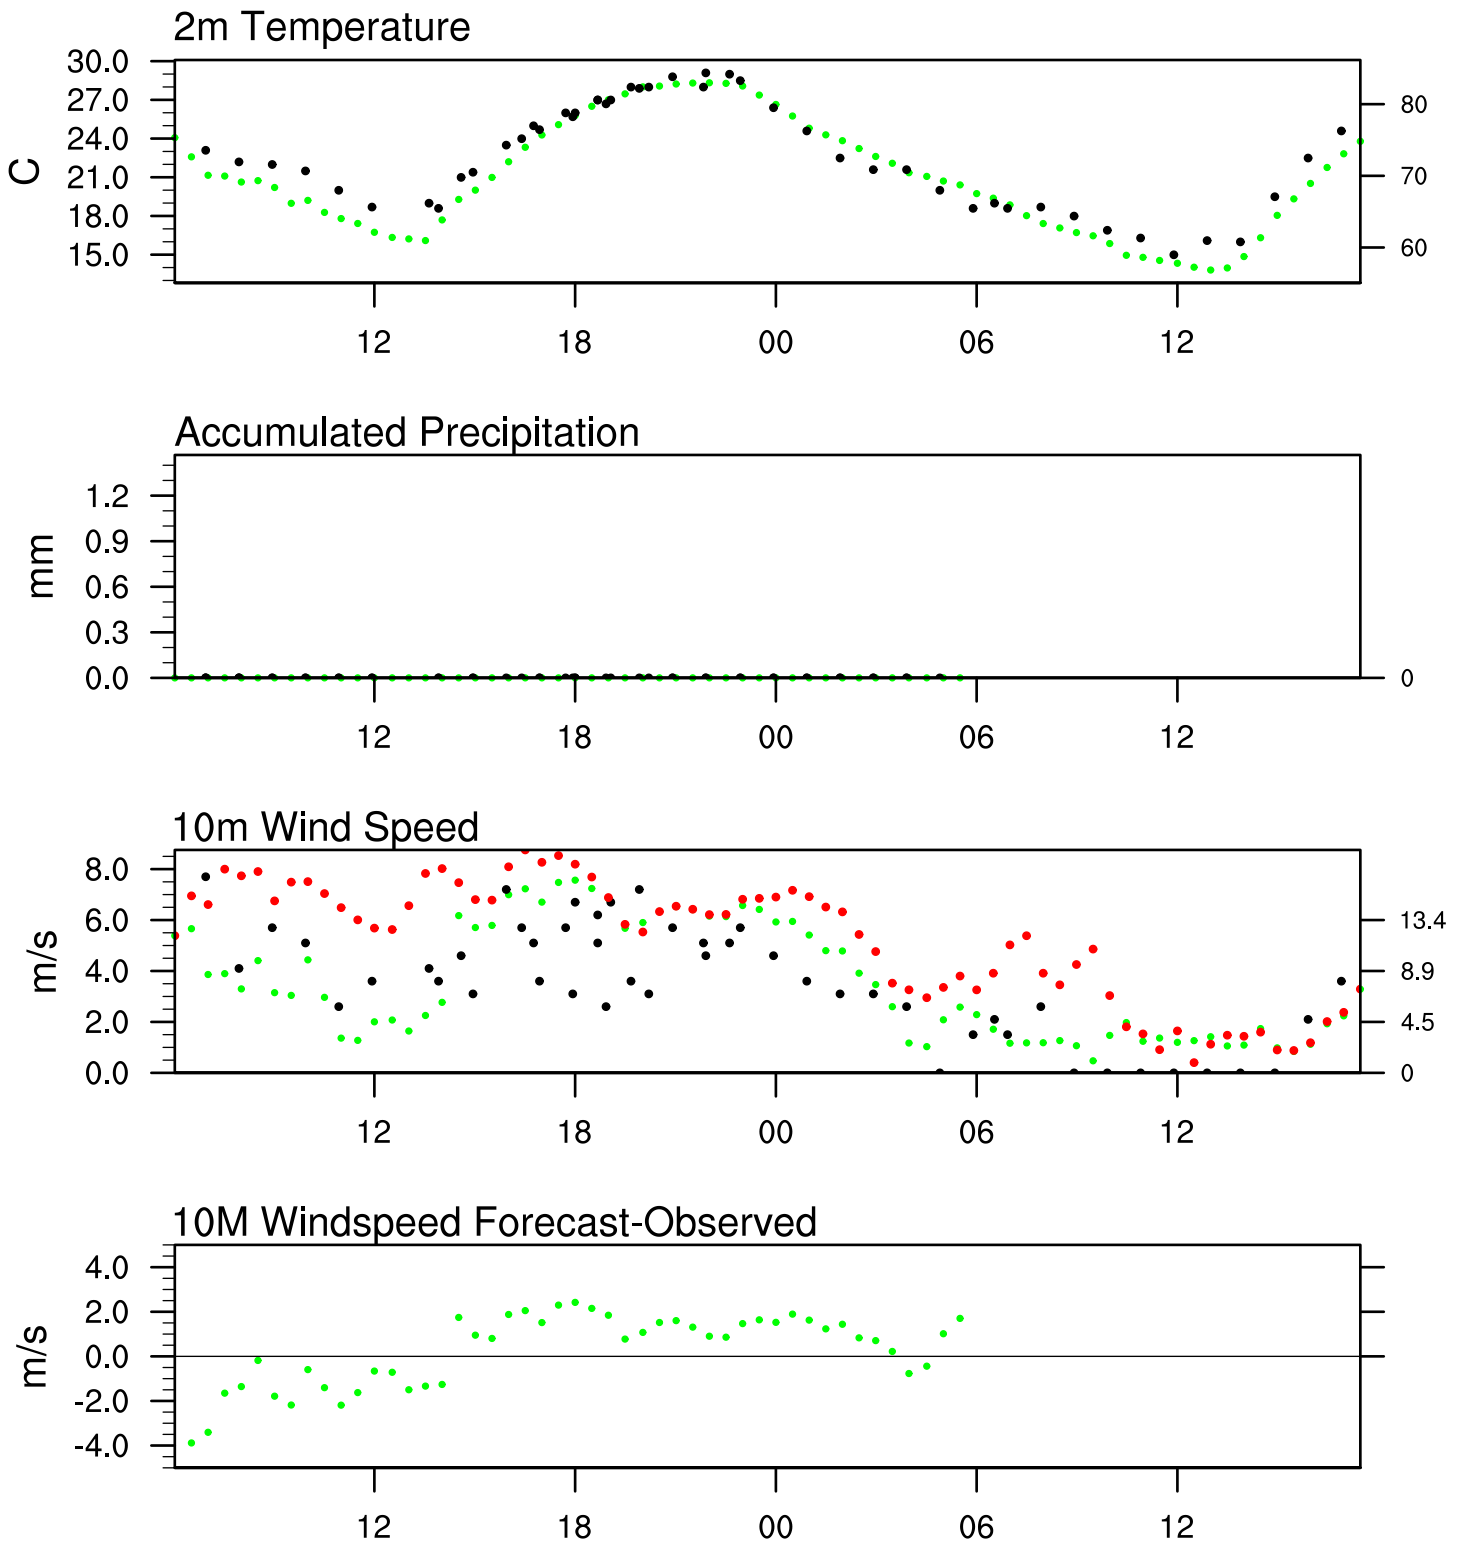 2m Temperature
30.0
27.0
24.0
21.0
18.0
15.0
C
80
70
60
12 18 00 06 12
Accumulated Precipitation
1.2
0.9
0.6
0.3
0.0
mm
0
12 18 00 06 12
10m Wind Speed
8.0
6.0
4.0
2.0
0.0
m/s
13.4
8.9
4.5
0
12 18 00 06 12
10M Windspeed Forecast-Observed
4.0
2.0
0.0
-2.0
-4.0
m/s
12 18 00 06 12